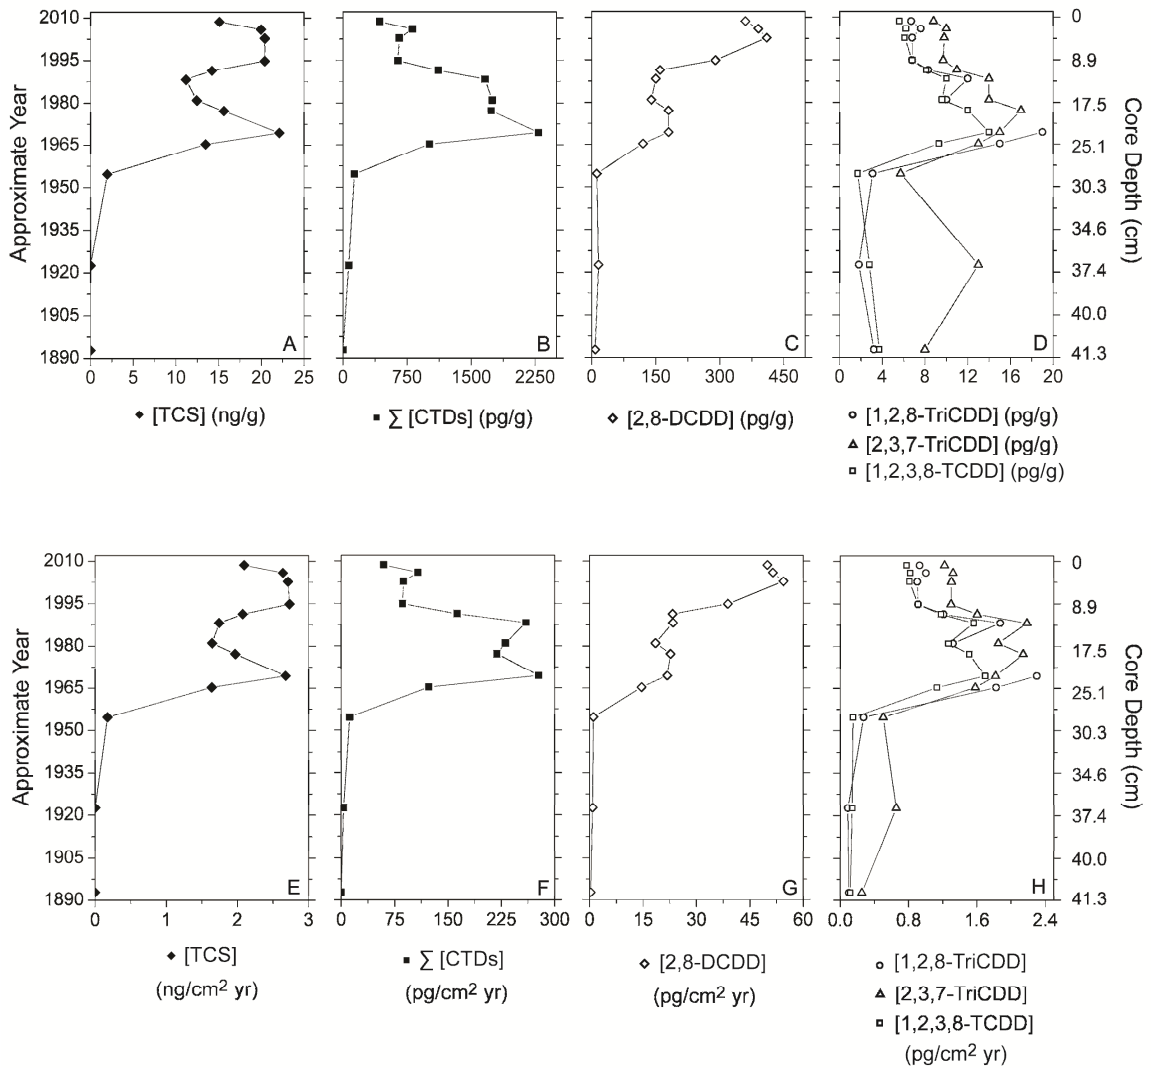 Approximate Year
2010
1995
1980
1965
1950
1935
1920
1905
1890
0 5 10 15 20 25
A
[TCS] (ng/g)
0 750 1500 2250
B
∑ [CTDs] (pg/g)
0 150 300 450
C
[2,8-DCDD] (pg/g)
0 4 8 12 16 20
D
[1,2,8-TriCDD] (pg/g)
[2,3,7-TriCDD] (pg/g)
[1,2,3,8-TCDD] (pg/g)
0
8.9
17.5
25.1
30.3
34.6
37.4
40.0
41.3
Core Depth (cm)
Approximate Year
2010
1995
1980
1965
1950
1935
1920
1905
1890
0 1 2 3
E
[TCS]
(ng/cm² yr)
0 75 150 225 300
F
∑ [CTDs]
(pg/cm² yr)
0 15 30 45 60
G
[2,8-DCDD]
(pg/cm² yr)
0.0 0.8 1.6 2.4
H
[1,2,8-TriCDD]
[2,3,7-TriCDD]
[1,2,3,8-TCDD]
(pg/cm² yr)
0
8.9
17.5
25.1
30.3
34.6
37.4
40.0
41.3
Core Depth (cm)